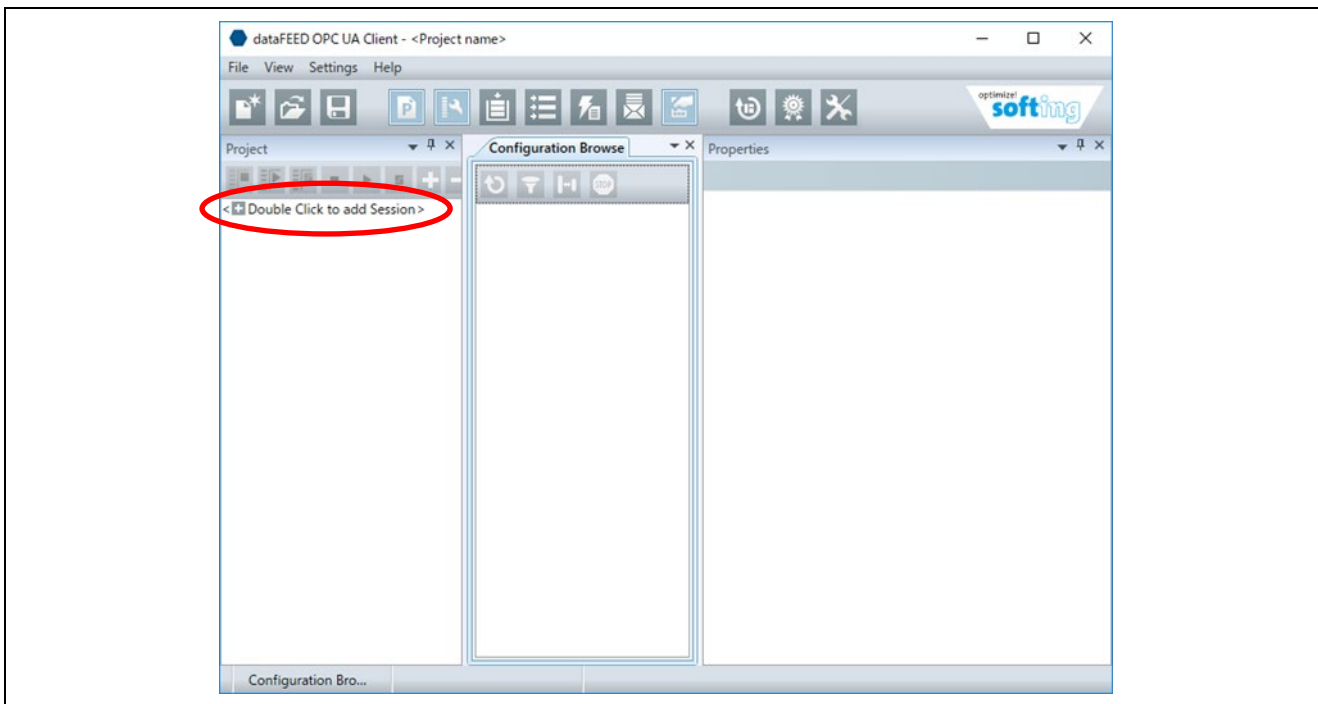 dataFEED OPC UA Client - <Project name>
File View Settings Help
optimize!
softing
Project
Configuration Browse
Properties
P
STOP
<+ Double Click to add Session>
Configuration Bro...